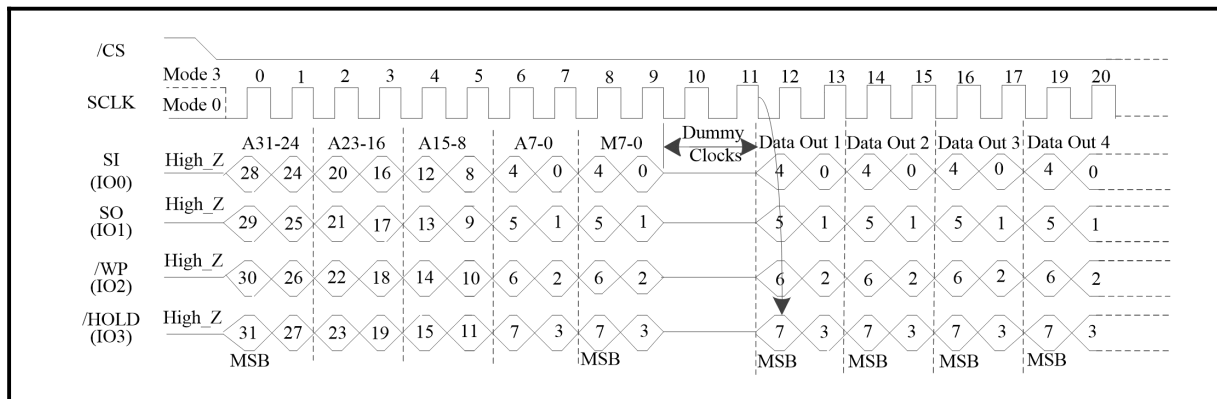 /CS
Mode 3 0 1 2 3 4 5 6 7 8 9 10 11 12 13 14 15 16 17 19 20
SCLK Mode 0
A31-24 A23-16 A15-8 A7-0 M7-0 Dummy Clocks Data Out 1 Data Out 2 Data Out 3 Data Out 4
SI (IO0) High_Z 28 24 20 16 12 8 4 0 4 0 4 0 4 0 4 0 4 0
SO (IO1) High_Z 29 25 21 17 13 9 5 1 5 1 5 1 5 1 5 1 5 1
/WP (IO2) High_Z 30 26 22 18 14 10 6 2 6 2 6 2 6 2 6 2 6 2
/HOLD (IO3) High_Z 31 27 23 19 15 11 7 3 7 3 7 3 7 3 7 3 7 3
MSB MSB MSB MSB MSB MSB